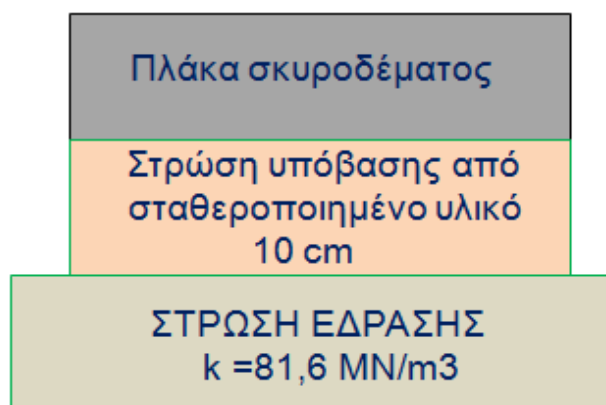 Πλάκα σκυροδέματος
Στρώση υπόβασης από
σταθεροποιημένο υλικό
10 cm
ΣΤΡΩΣΗ ΕΔΡΑΣΗΣ
k =81,6 MN/m3